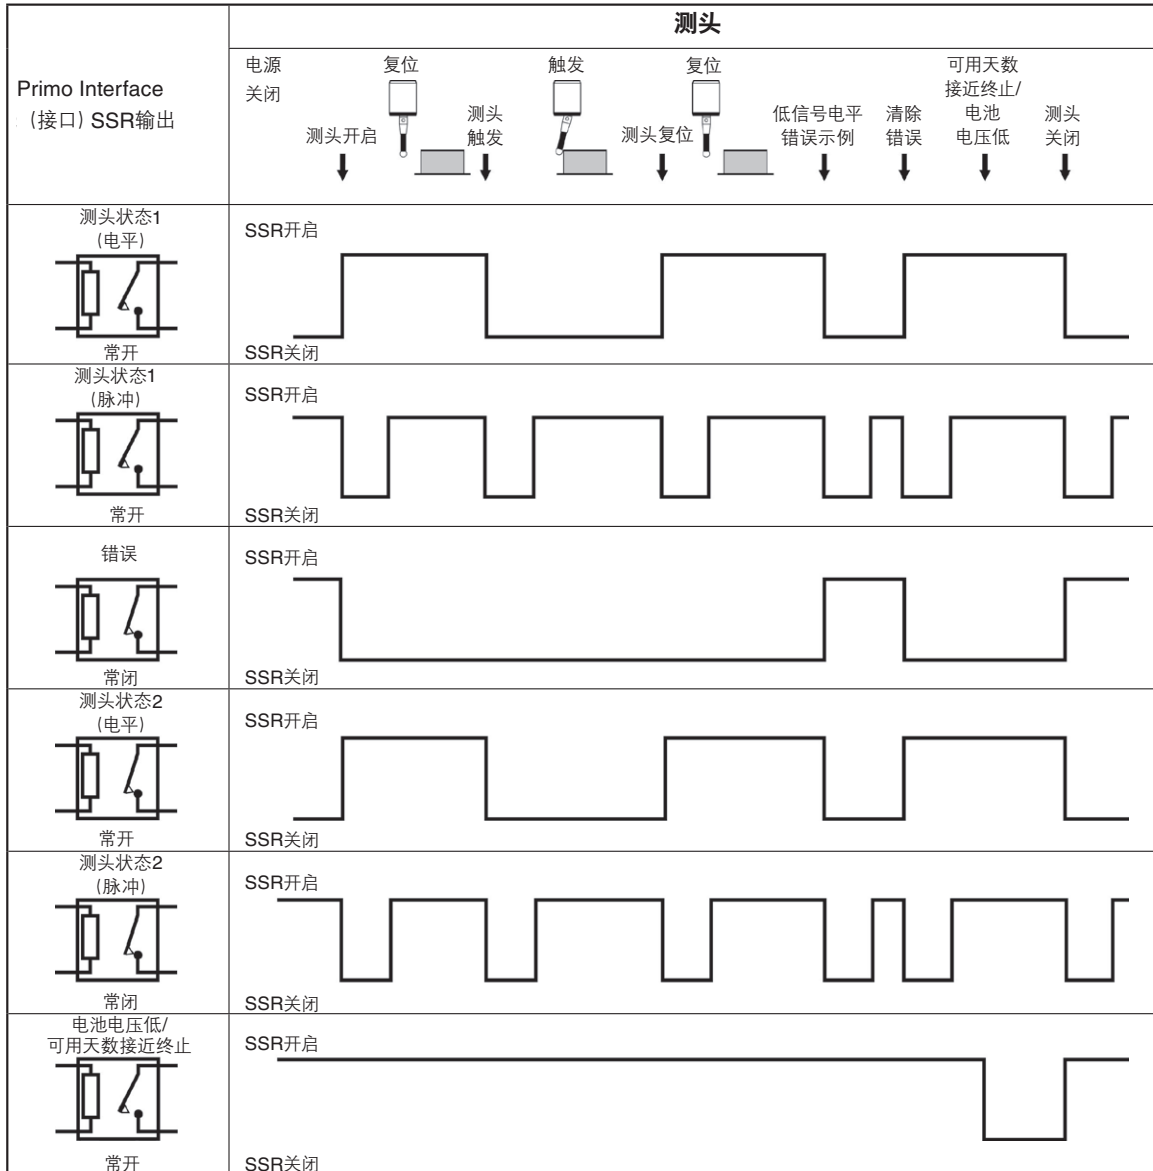 测头
Primo Interface
:（接口）SSR输出
电源
关闭
测头开启
复位
测头
触发
触发
测头复位
复位
低信号电平
错误示例
清除
错误
可用天数
接近终止/
电池
电压低
测头
关闭
测头状态1
（电平）
常开
SSR开启
SSR关闭
测头状态1
（脉冲）
常开
SSR开启
SSR关闭
错误
常闭
SSR开启
SSR关闭
测头状态2
（电平）
常开
SSR开启
SSR关闭
测头状态2
（脉冲）
常闭
SSR开启
SSR关闭
电池电压低/
可用天数接近终止
常开
SSR开启
SSR关闭